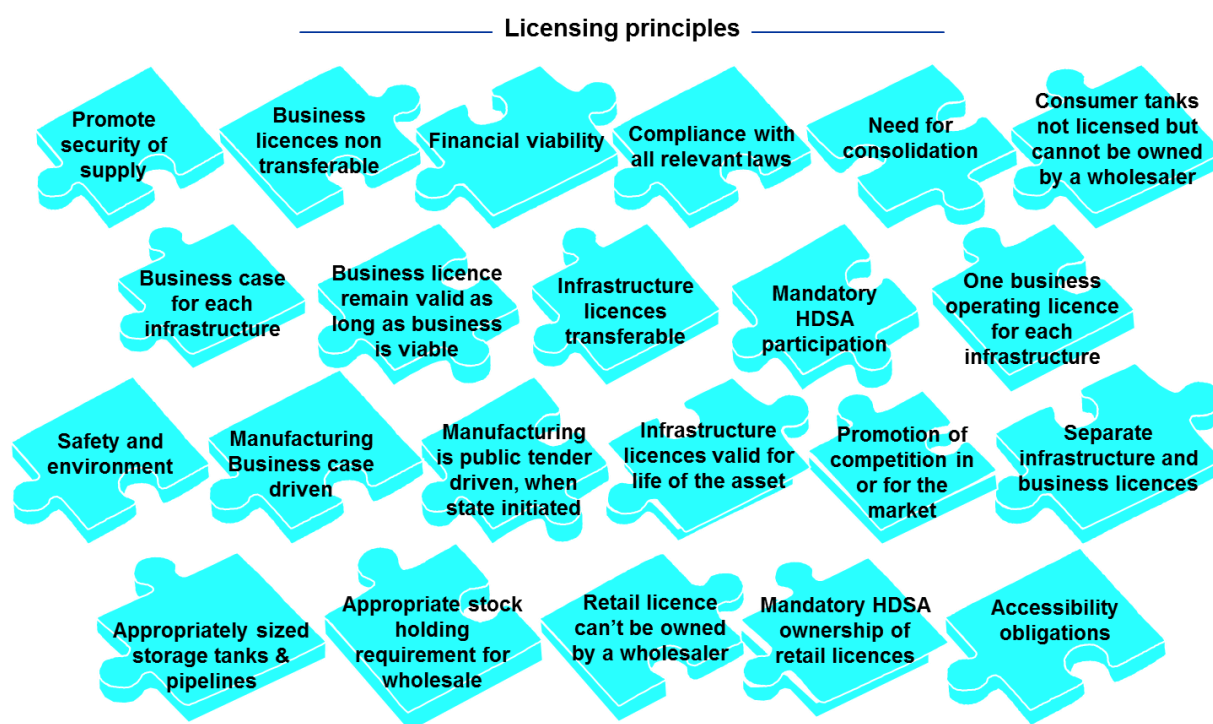 Licensing principles
Promote
security of
supply
Business
licences non
transferable
Financial viability
Compliance with
all relevant laws
Need for
consolidation
Consumer tanks
not licensed but
cannot be owned
by a wholesaler
Business case
for each
infrastructure
Business licence
remain valid as
long as business
is viable
Infrastructure
licences
transferable
Mandatory
HDSA
participation
One business
operating licence
for each
infrastructure
Safety and
environment
Manufacturing
Business case
driven
Manufacturing
is public tender
driven, when
state initiated
Infrastructure
licences valid for
life of the asset
Promotion of
competition in
or for the
market
Separate
infrastructure and
business licences
Appropriately sized
storage tanks &
pipelines
Appropriate stock
holding
requirement for
wholesale
Retail licence
can’t be owned
by a wholesaler
Mandatory HDSA
ownership of
retail licences
Accessibility
obligations